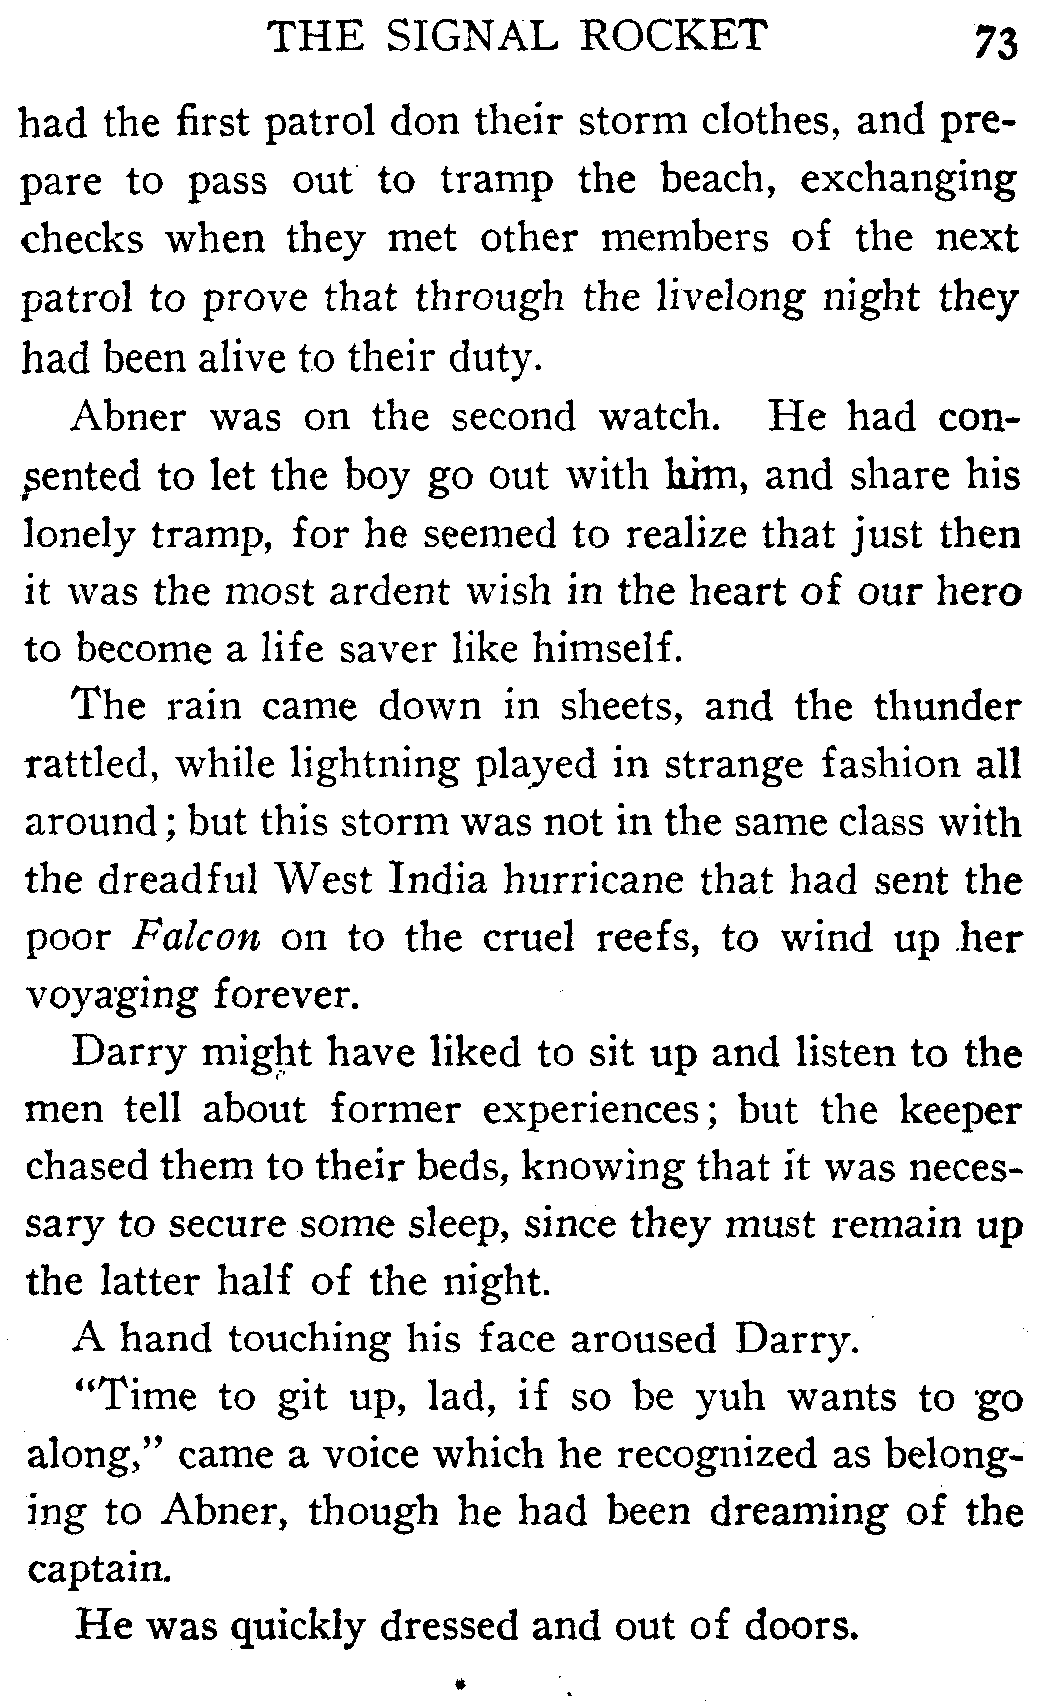 THE SIGNAL ROCKET 73
had the first patrol don their storm clothes, and pre-
pare to pass out to tramp the beach, exchanging
checks when they met other members of the next
patrol to prove that through the livelong night they
had been alive to their duty.
Abner was on the second watch. He had con-
sented to let the boy go out with him, and share his
lonely tramp, for he seemed to realize that just then
it was the most ardent wish in the heart of our hero
to become a life saver like himself.
The rain came down in sheets, and the thunder
rattled, while lightning played in strange fashion all
around; but this storm was not in the same class with
the dreadful West India hurricane that had sent the
poor Falcon on to the cruel reefs, to wind up her
voyaging forever.
Darry might have liked to sit up and listen to the
men tell about former experiences; but the keeper
chased them to their beds, knowing that it was neces-
sary to secure some sleep, since they must remain up
the latter half of the night.
A hand touching his face aroused Darry.
“Time to git up, lad, if so be yuh wants to go
along,” came a voice which he recognized as belong-
ing to Abner, though he had been dreaming of the
captain.
He was quickly dressed and out of doors.